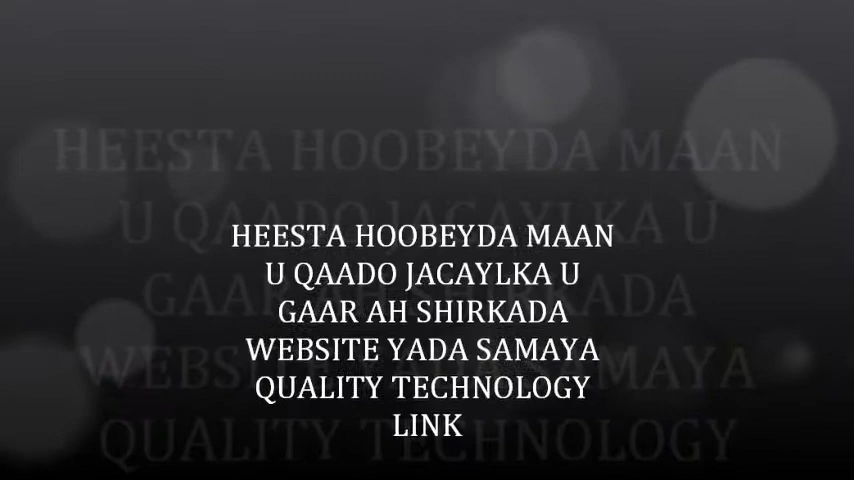 HEESTA HOOBEYDA MAAN
U QAADO JACAYLKA U
GAAR AH SHIRKADA
WEBSITE YADA SAMAYA
QUALITY TECHNOLOGY
LINK